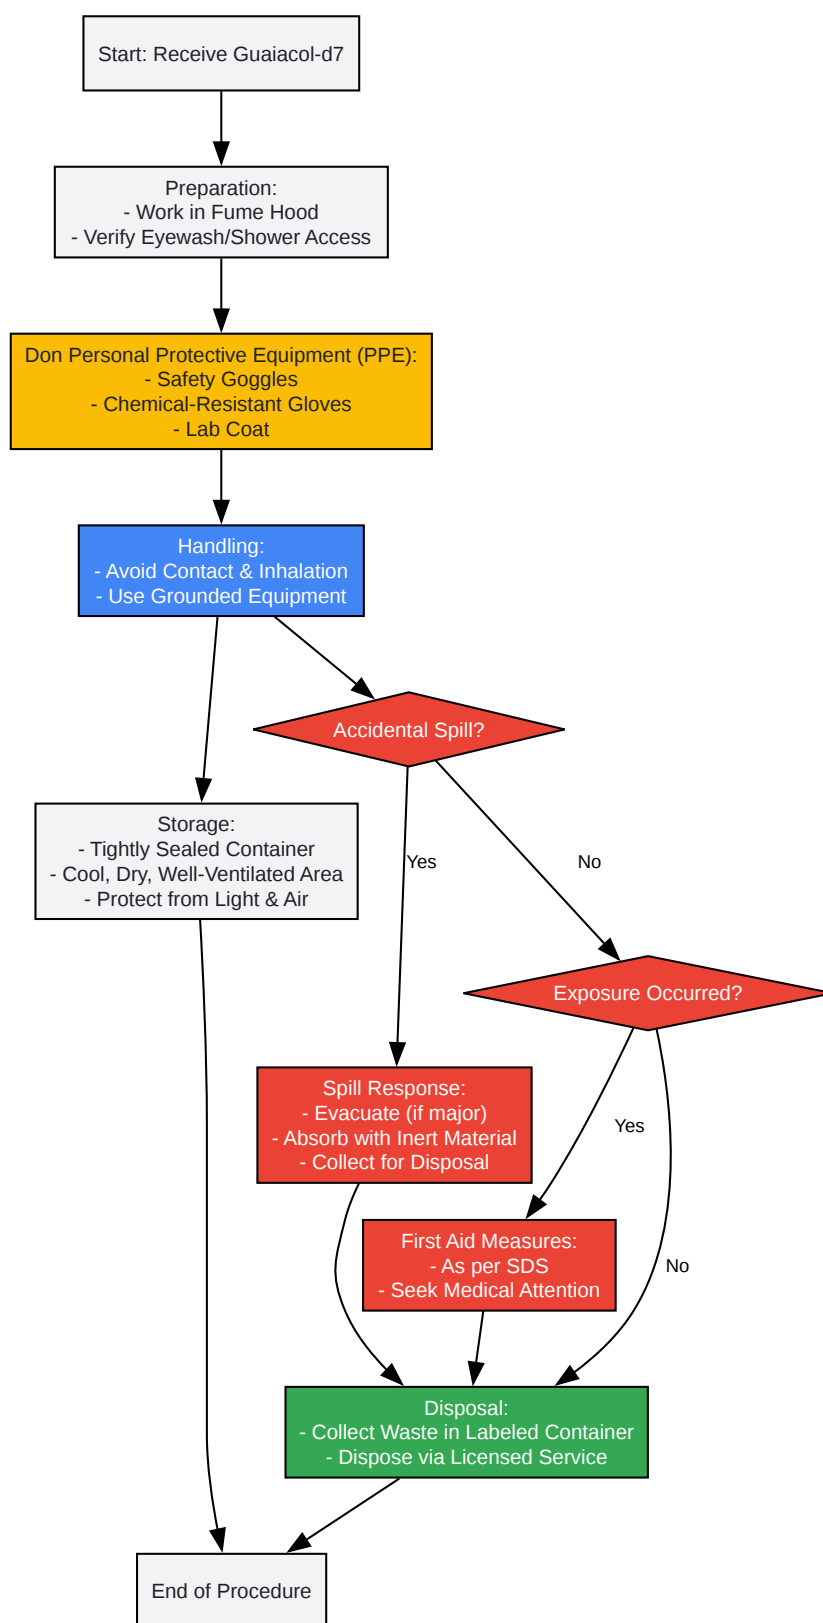 Start: Receive Guaiacol-d7
Preparation:
- Work in Fume Hood
- Verify Eyewash/Shower Access
Don Personal Protective Equipment (PPE):
- Safety Goggles
- Chemical-Resistant Gloves
- Lab Coat
Handling:
- Avoid Contact & Inhalation
- Use Grounded Equipment
Accidental Spill?
Storage:
- Tightly Sealed Container
- Cool, Dry, Well-Ventilated Area
- Protect from Light & Air
Yes
No
Exposure Occurred?
Spill Response:
- Evacuate (if major)
- Absorb with Inert Material
- Collect for Disposal
Yes
First Aid Measures:
- As per SDS
- Seek Medical Attention
No
Disposal:
- Collect Waste in Labeled Container
- Dispose via Licensed Service
End of Procedure